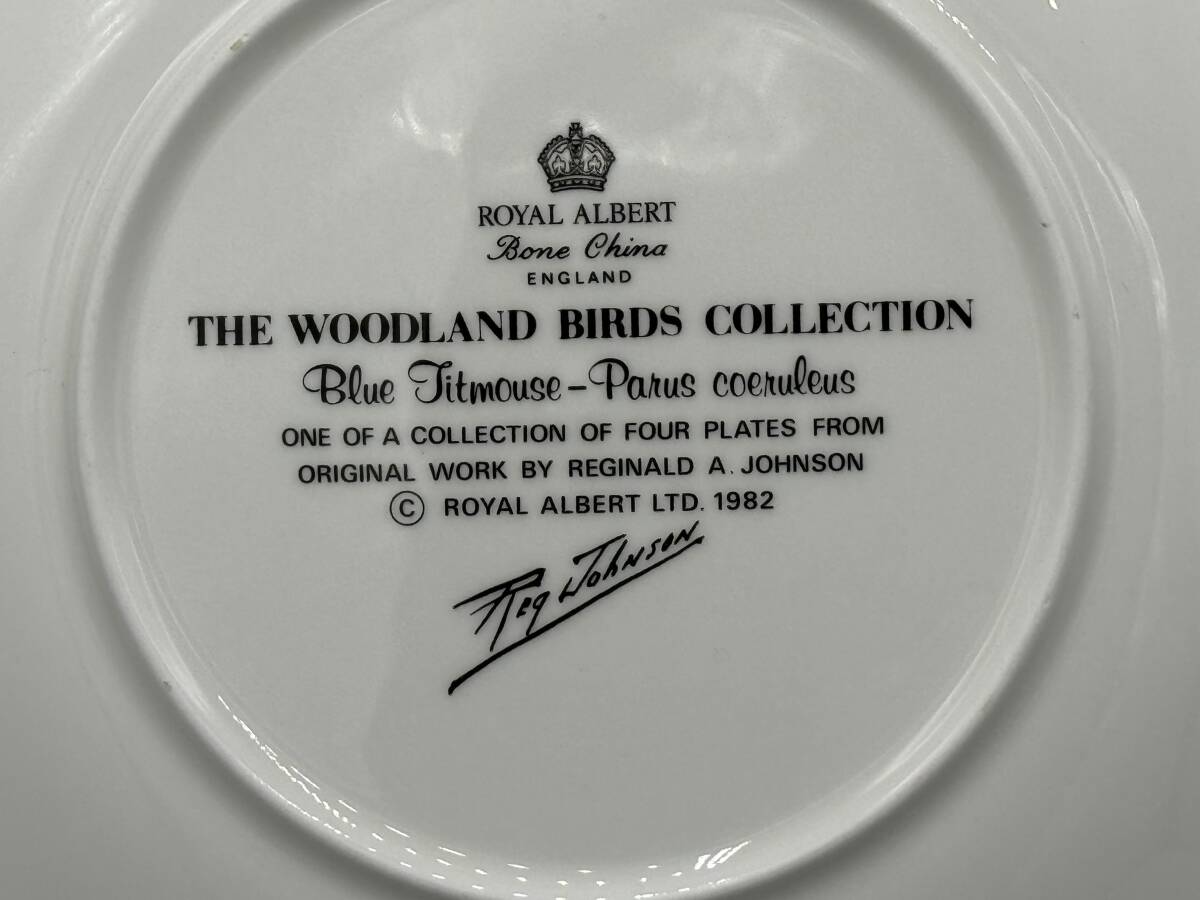 ROYAL ALBERT
Bone China
ENGLAND
THE WOODLAND BIRDS COLLECTION
Blue Titmouse-Parus coeruleus
ONE OF A COLLECTION OF FOUR PLATES FROM
ORIGINAL WORK BY REGINALD A. JOHNSON
© ROYAL ALBERT LTD. 1982
Reg Johnson